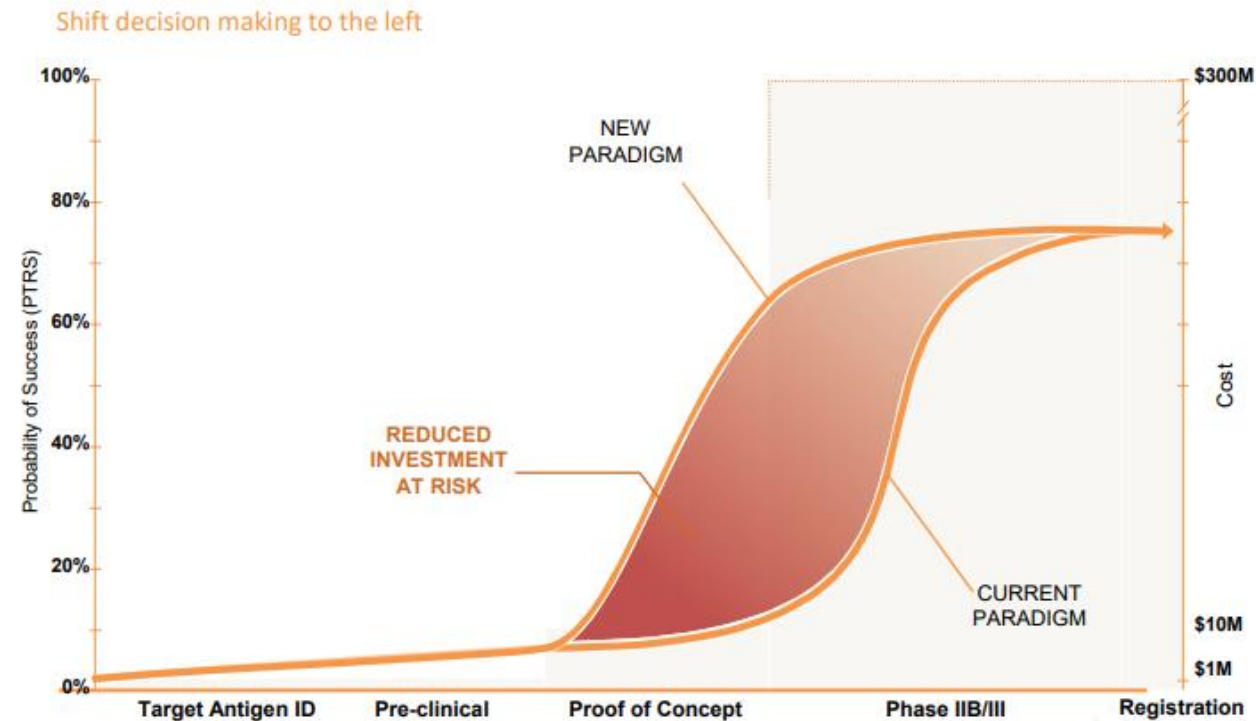 Shift decision making to the left
100%
80%
60%
40%
20%
0%
Probability of Success (PTRS)
NEW
PARADIGM
REDUCED
INVESTMENT
AT RISK
CURRENT
PARADIGM
$300M
Cost
$10M
$1M
Target Antigen ID
Pre-clinical
Proof of Concept
Phase IIB/III
Registration